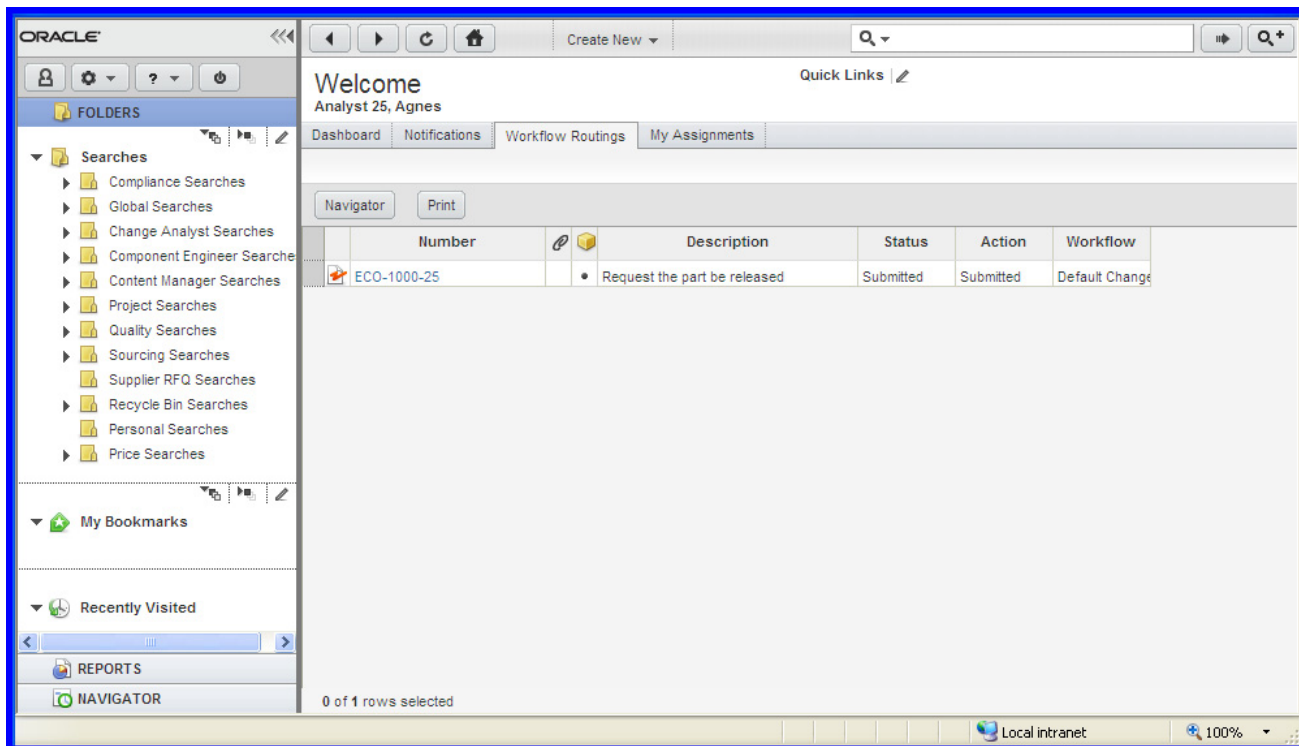 ORACLE
Create New
Welcome
Quick Links
Analyst 25, Agnes
?
FOLDERS
Dashboard Notifications Workflow Routings My Assignments
Searches
Compliance Searches
Global Searches
Change Analyst Searches
Component Engineer Searche
Content Manager Searches
Project Searches
Quality Searches
Sourcing Searches
Supplier RFQ Searches
Recycle Bin Searches
Personal Searches
Price Searches
My Bookmarks
Recently Visited
REPORTS
NAVIGATOR
Navigator Print
Number Description Status Action Workflow
ECO-1000-25 Request the part be released Submitted Submitted Default Change
0 of 1 rows selected
Local intranet 100%